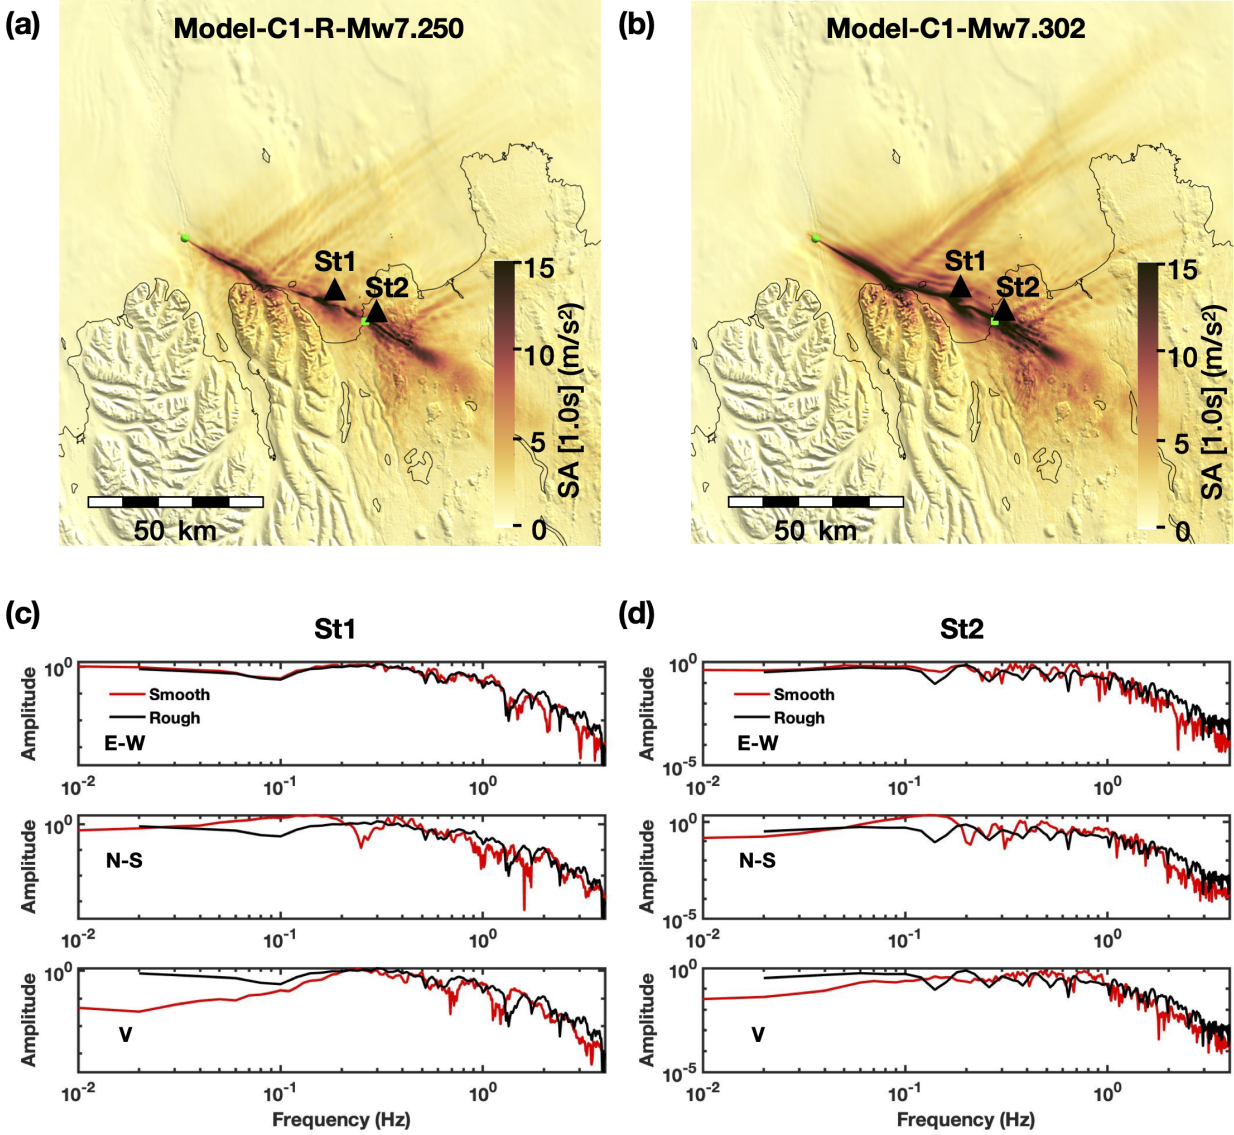 (a)
Model-C1-R-Mw7.250
St1
St2
15
10
5
0
SA [1.0s] (m/s²)
50 km
(b)
Model-C1-Mw7.302
St1
St2
15
10
5
0
SA [1.0s] (m/s²)
50 km
(c)
St1
Amplitude
10⁰
Smooth
Rough
E-W
10⁻² 10⁻¹ 10⁰
Amplitude
10⁰
N-S
10⁻² 10⁻¹ 10⁰
Amplitude
10⁰
V
10⁻² 10⁻¹ 10⁰
Frequency (Hz)
(d)
St2
Amplitude
10⁰
Smooth
Rough
E-W
10⁻⁵
10⁻² 10⁻¹ 10⁰
Amplitude
10⁰
N-S
10⁻⁵
10⁻² 10⁻¹ 10⁰
Amplitude
10⁰
V
10⁻⁵
10⁻² 10⁻¹ 10⁰
Frequency (Hz)